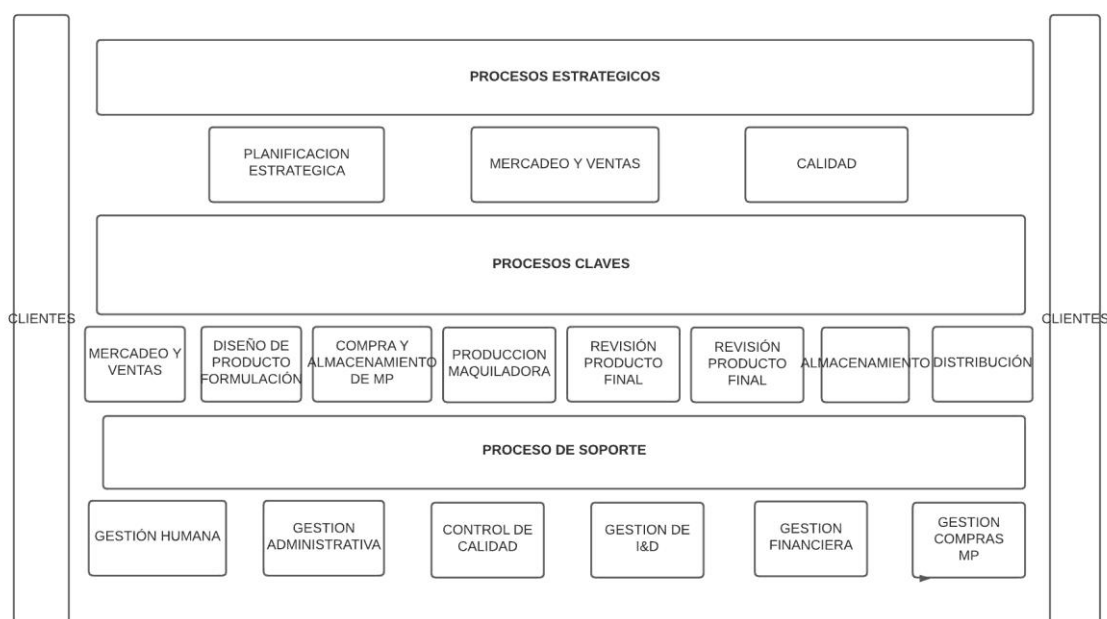 PROCESOS ESTRATEGICOS
PLANIFICACION
ESTRATEGICA
MERCADEO Y VENTAS
CALIDAD
PROCESOS CLAVES
CLIENTES
CLIENTES
MERCADEO Y
VENTAS
DISEÑO DE
PRODUCTO
FORMULACIÓN
COMPRA Y
ALMACENAMIENTO
DE MP
PRODUCCION
MAQUILADORA
REVISIÓN
PRODUCTO
FINAL
REVISIÓN
PRODUCTO
FINAL
ALMACENAMIENTO
DISTRIBUCIÓN
PROCESO DE SOPORTE
GESTIÓN HUMANA
GESTION
ADMINISTRATIVA
CONTROL DE
CALIDAD
GESTION DE
I&D
GESTION
FINANCIERA
GESTION
COMPRAS
MP